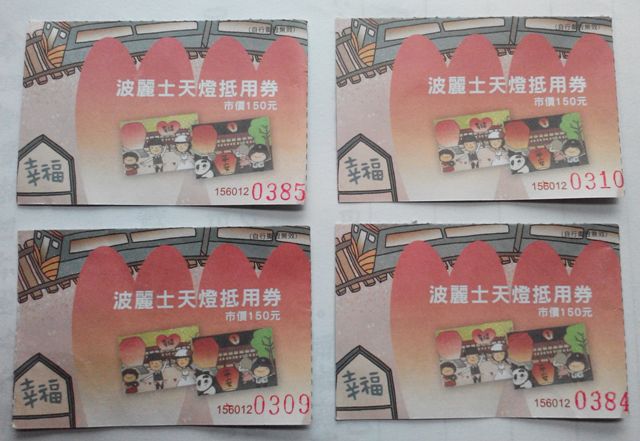 波麗士天燈抵用券
市價150元
幸福
156012 0385
波麗士天燈抵用券
市價150元
幸福
156012 0310
波麗士天燈抵用券
市價150元
幸福
156012 0309
波麗士天燈抵用券
市價150元
幸福
156012 0384